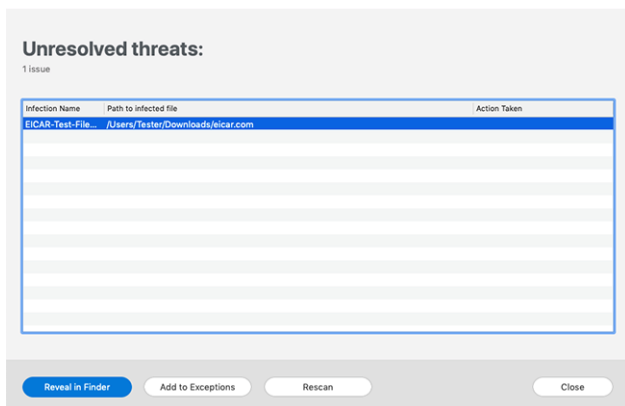 Unresolved threats:
1 issue
Infection Name Path to infected file Action Taken
EICAR-Test-File... /Users/Tester/Downloads/eicar.com
Reveal in Finder Add to Exceptions Rescan Close